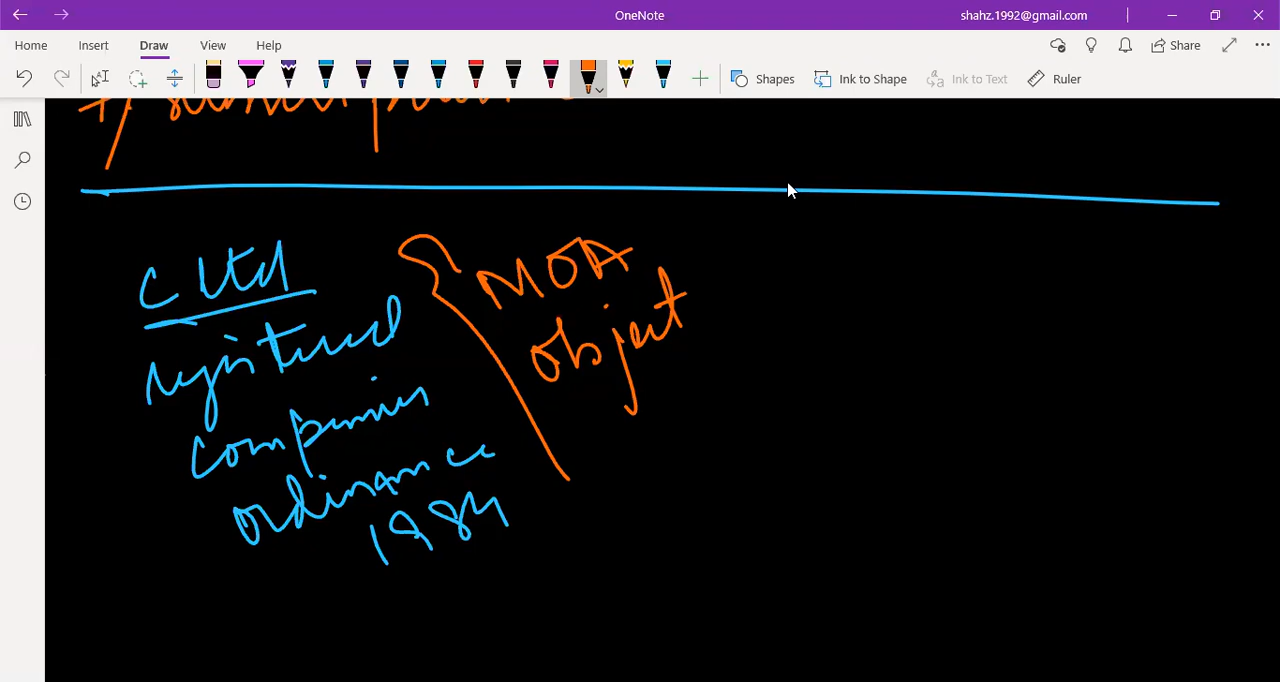 OneNote
shahz.1992@gmail.com
Home Insert Draw View Help
Share
Shapes Ink to Shape Ink to Text Ruler
C Ltd
registered
Companies
Ordinance
1984
MOA
object